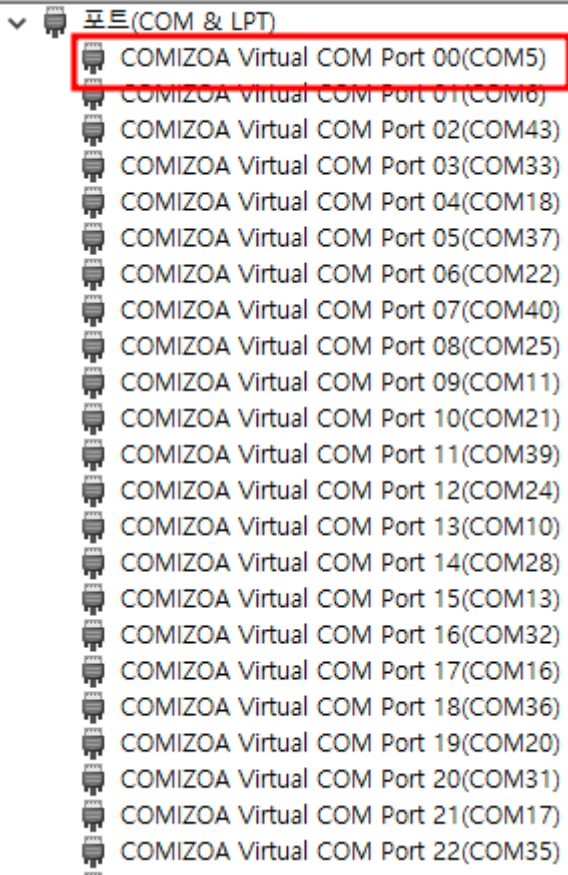 포트(COM & LPT)
COMIZOA Virtual COM Port 00(COM5)
COMIZOA Virtual COM Port 01(COM6)
COMIZOA Virtual COM Port 02(COM43)
COMIZOA Virtual COM Port 03(COM33)
COMIZOA Virtual COM Port 04(COM18)
COMIZOA Virtual COM Port 05(COM37)
COMIZOA Virtual COM Port 06(COM22)
COMIZOA Virtual COM Port 07(COM40)
COMIZOA Virtual COM Port 08(COM25)
COMIZOA Virtual COM Port 09(COM11)
COMIZOA Virtual COM Port 10(COM21)
COMIZOA Virtual COM Port 11(COM39)
COMIZOA Virtual COM Port 12(COM24)
COMIZOA Virtual COM Port 13(COM10)
COMIZOA Virtual COM Port 14(COM28)
COMIZOA Virtual COM Port 15(COM13)
COMIZOA Virtual COM Port 16(COM32)
COMIZOA Virtual COM Port 17(COM16)
COMIZOA Virtual COM Port 18(COM36)
COMIZOA Virtual COM Port 19(COM20)
COMIZOA Virtual COM Port 20(COM31)
COMIZOA Virtual COM Port 21(COM17)
COMIZOA Virtual COM Port 22(COM35)